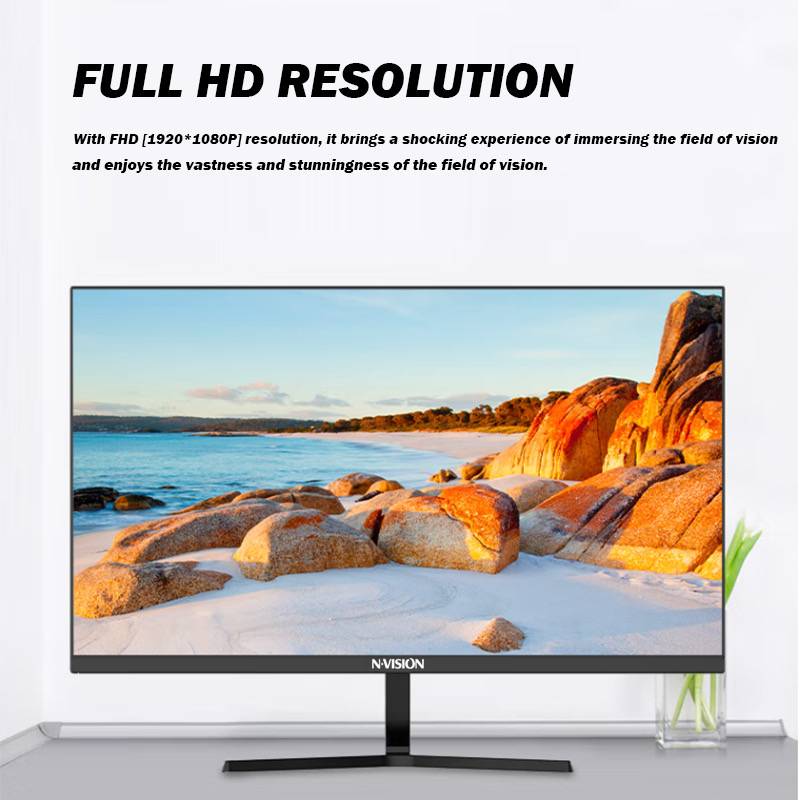 FULL HD RESOLUTION
With FHD [1920*1080P] resolution, it brings a shocking experience of immersing the field of vision
and enjoys the vastness and stunningness of the field of vision.
N·VISION